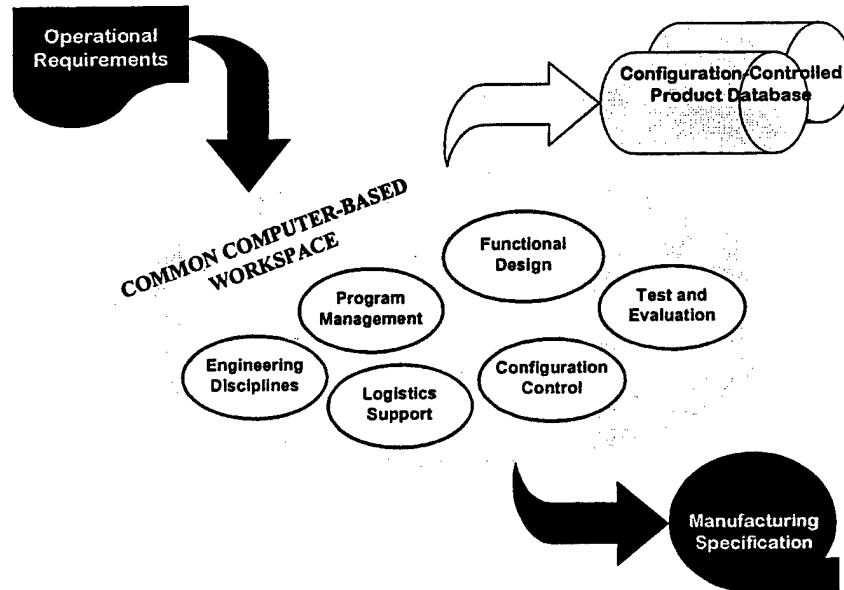 Operational
Requirements
Configuration-Controlled
Product Database
COMMON COMPUTER-BASED
WORKSPACE
Functional
Design
Program
Management
Test and
Evaluation
Engineering
Disciplines
Logistics
Support
Configuration
Control
Manufacturing
Specification